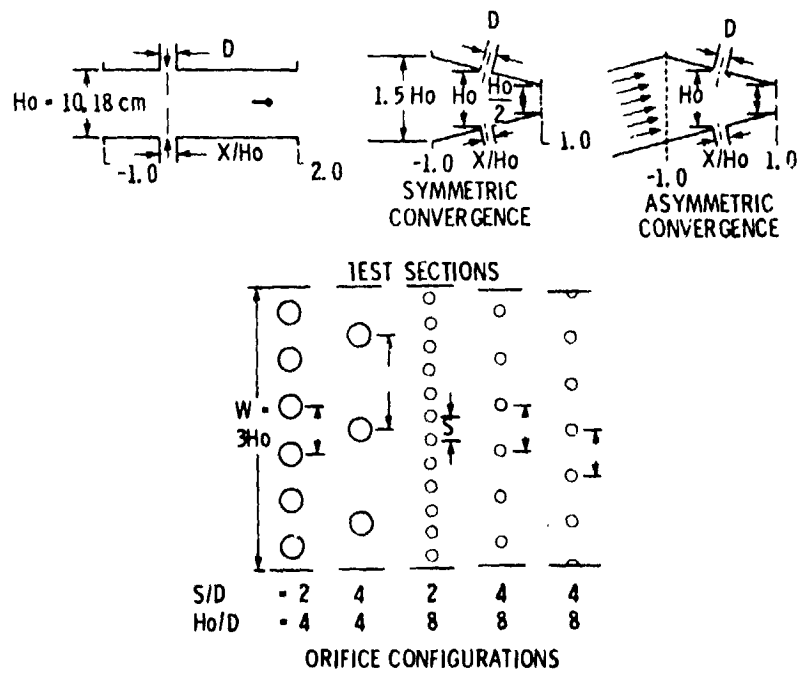 D
D
D
Ho = 10.18 cm
1.5 Ho
Ho
Ho/2
Ho
X/Ho
-1.0
2.0
X/Ho
-1.0
1.0
X/Ho
-1.0
1.0
SYMMETRIC
CONVERGENCE
ASYMMETRIC
CONVERGENCE
TEST SECTIONS
W =
3Ho
S
S/D = 2 4 2 4 4
Ho/D = 4 4 8 8 8
ORIFICE CONFIGURATIONS